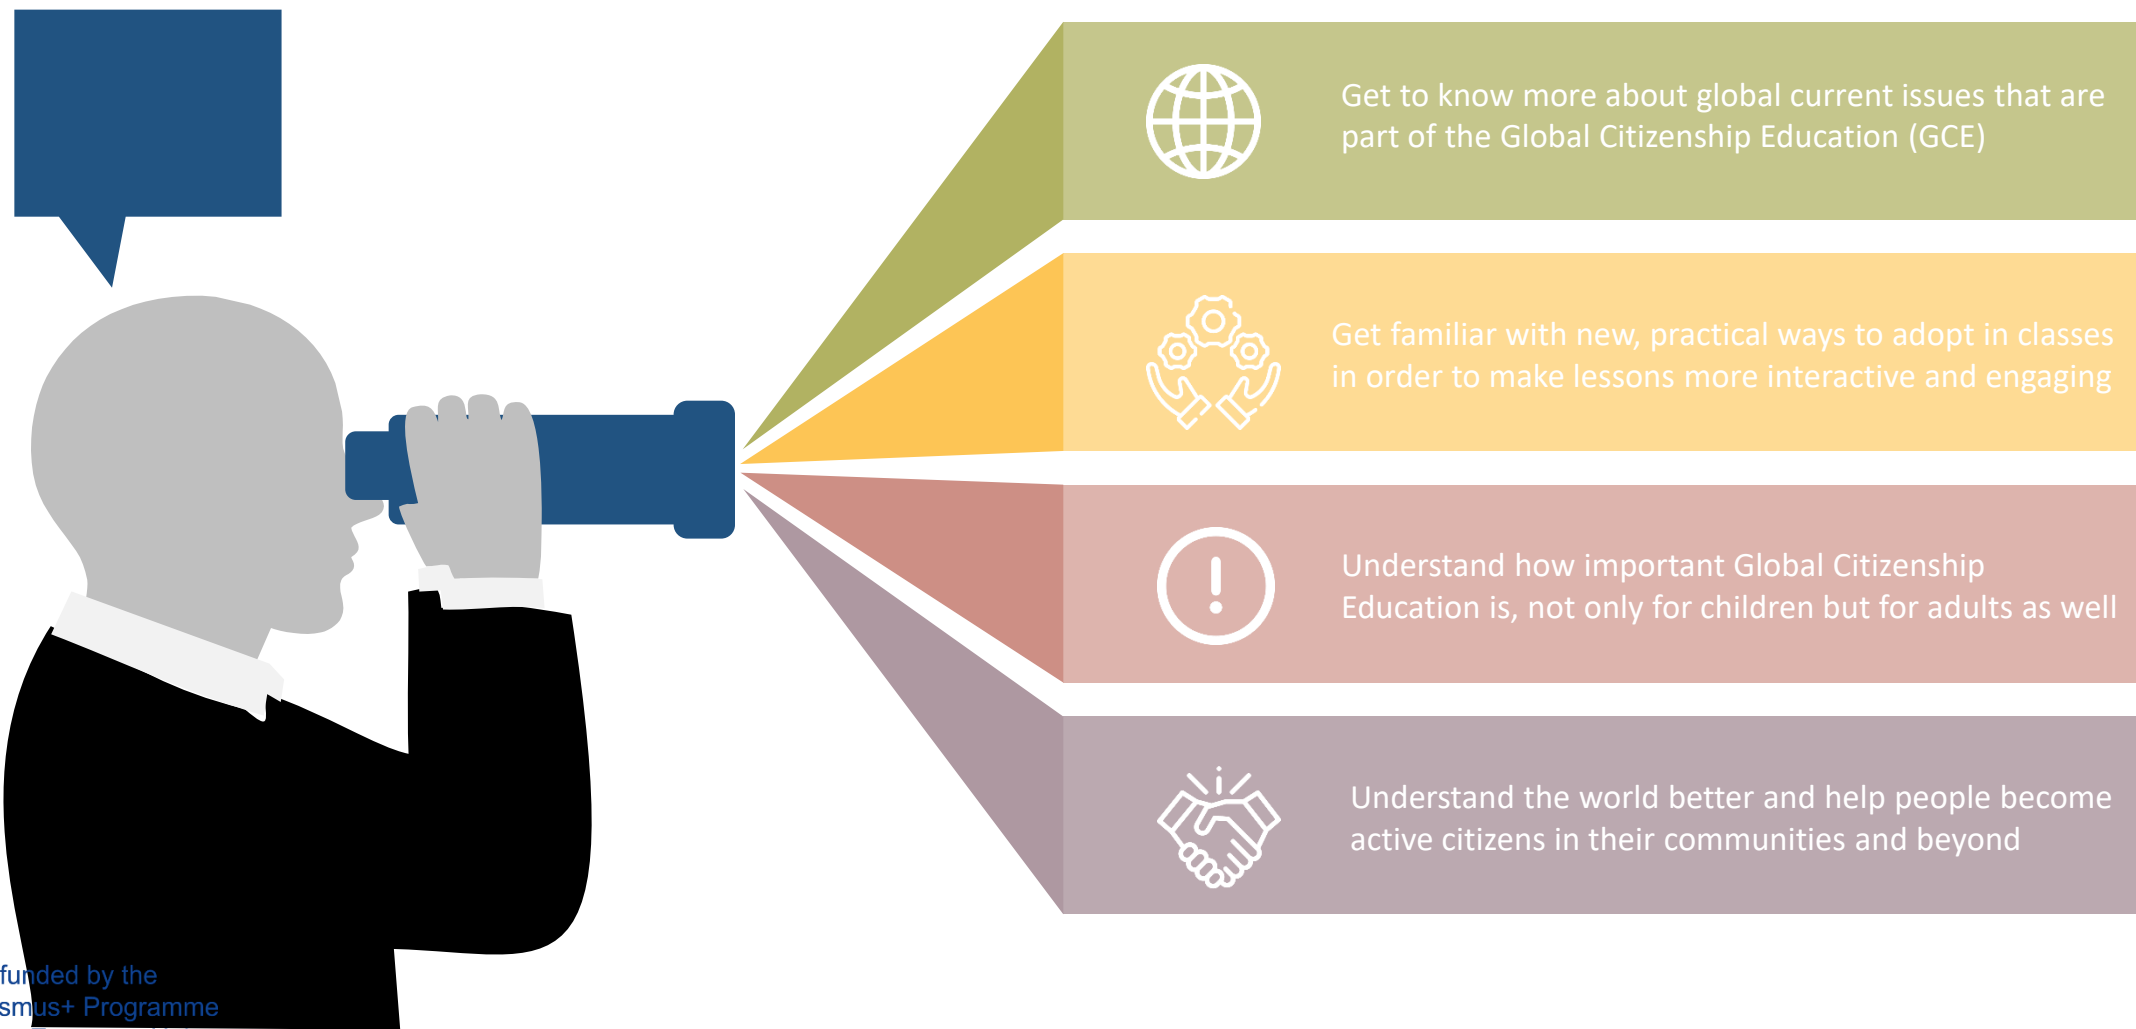 Get to know more about global current issues that are
part of the Global Citizenship Education (GCE)
Get familiar with new, practical ways to adopt in classes
in order to make lessons more interactive and engaging
Understand how important Global Citizenship
Education is, not only for children but for adults as well
Understand the world better and help people become
active citizens in their communities and beyond
funded by the
smus+ Programme